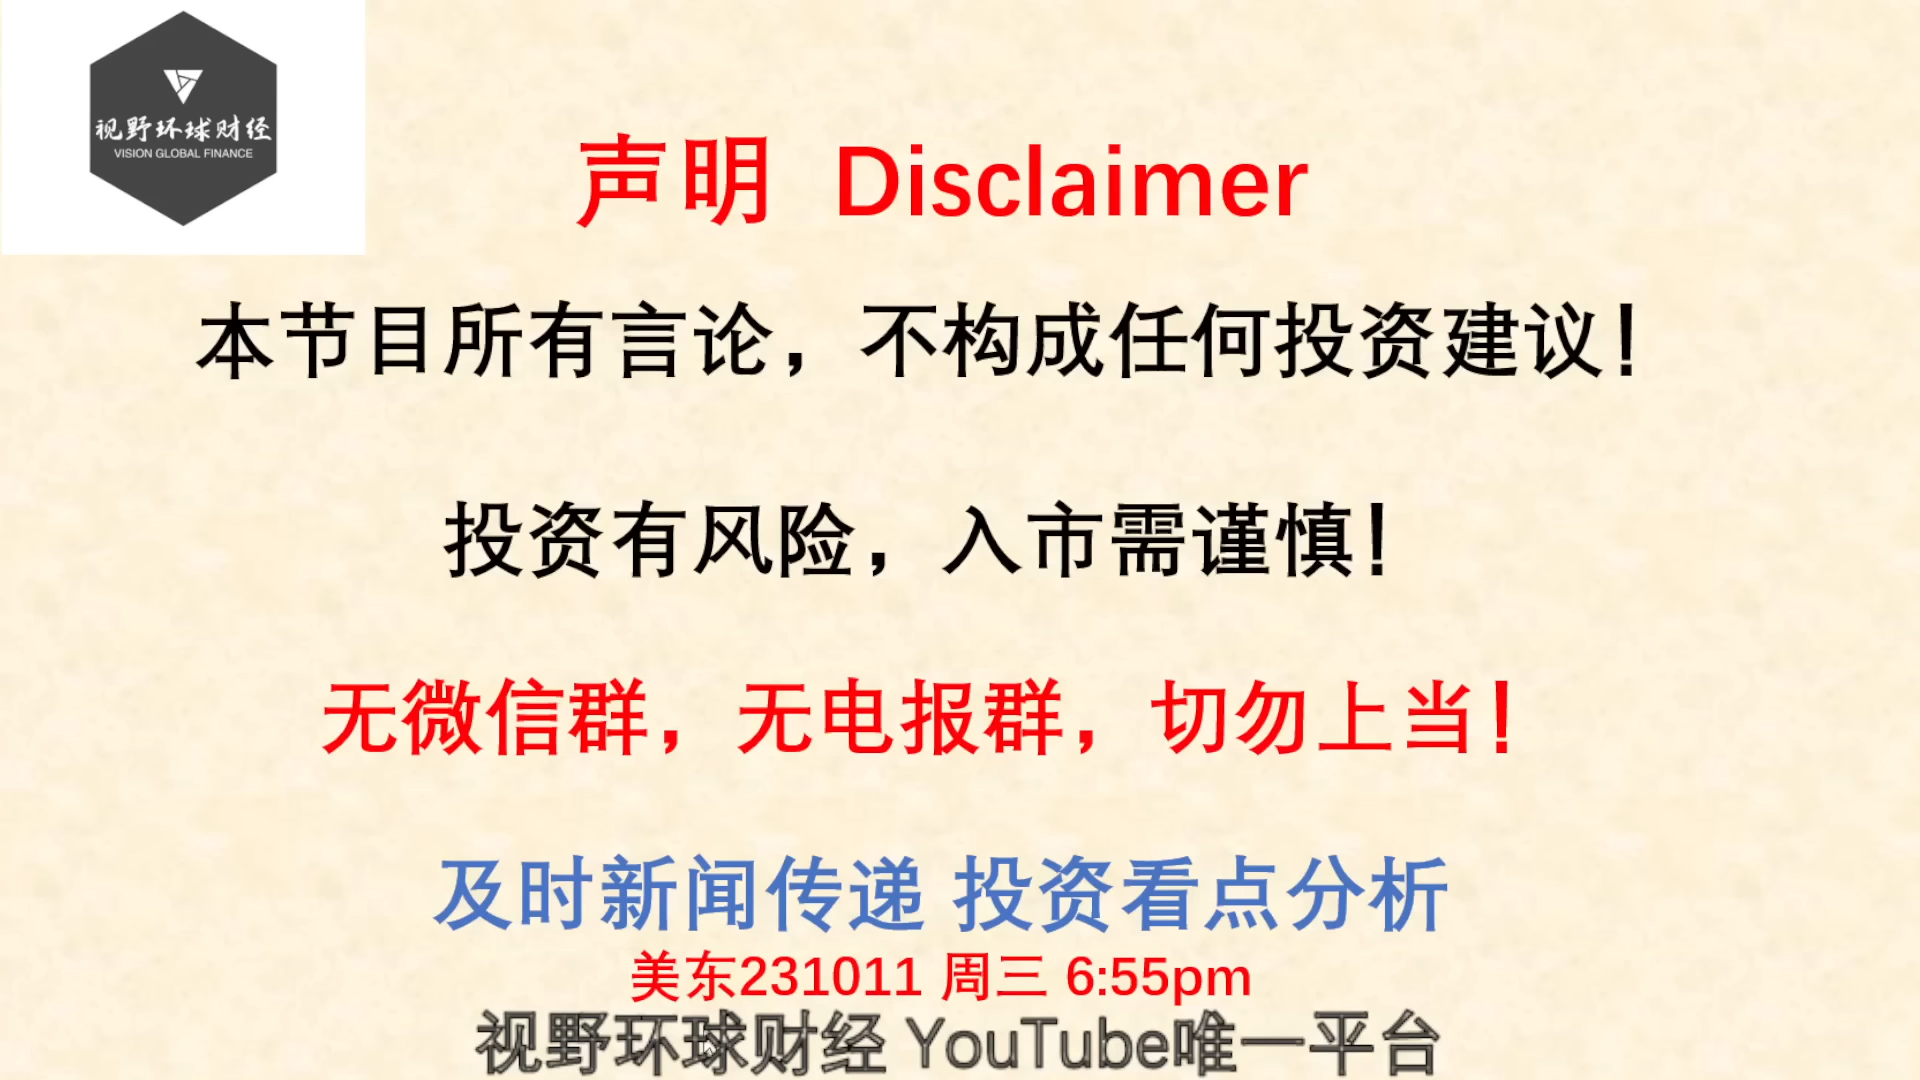 视野环球财经
VISION GLOBAL FINANCE
声明 Disclaimer
本节目所有言论，不构成任何投资建议！
投资有风险，入市需谨慎！
无微信群，无电报群，切勿上当！
及时新闻传递 投资看点分析
美东231011 周三 6:55pm
视野环球财经 YouTube唯一平台